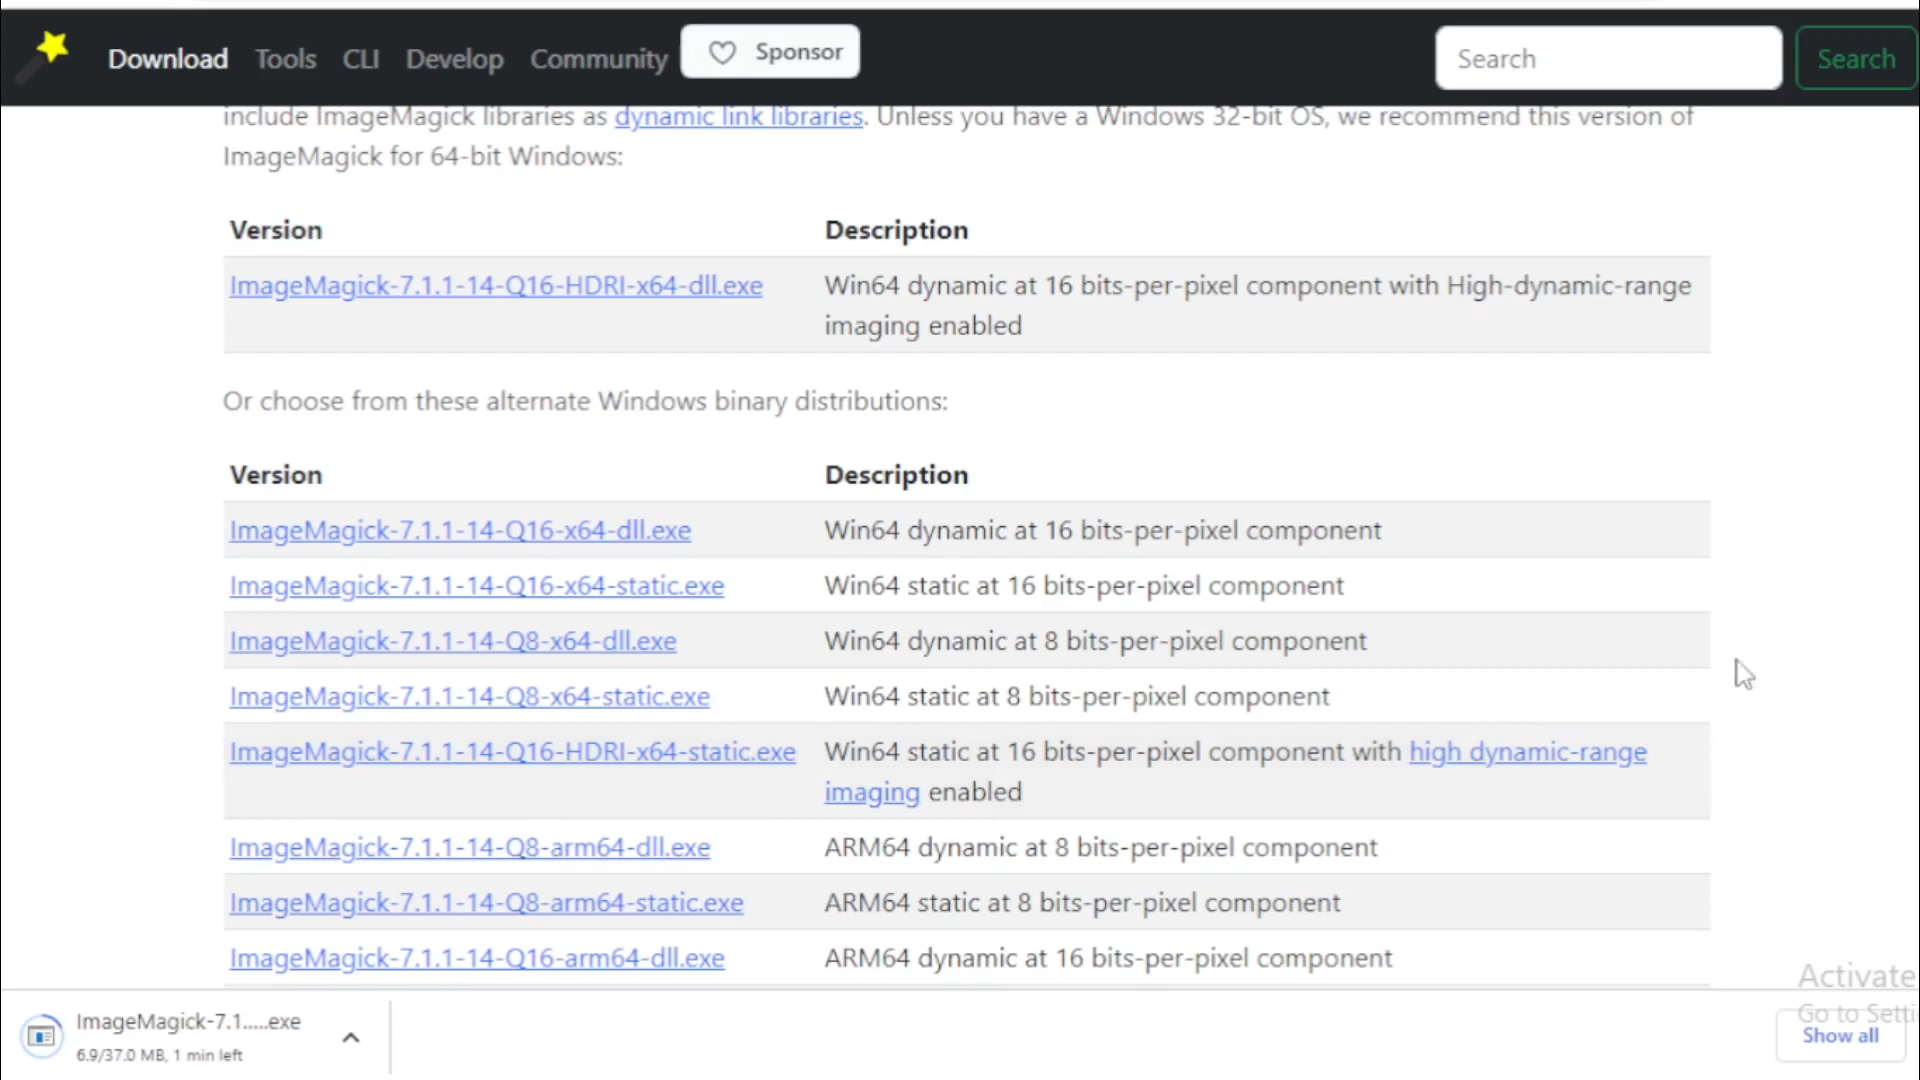 Download Tools CLI Develop Community Sponsor Search Search
include ImageMagick libraries as dynamic link libraries. Unless you have a Windows 32-bit OS, we recommend this version of
ImageMagick for 64-bit Windows:
Version Description
ImageMagick-7.1.1-14-Q16-HDRI-x64-dll.exe Win64 dynamic at 16 bits-per-pixel component with High-dynamic-range
imaging enabled
Or choose from these alternate Windows binary distributions:
Version Description
ImageMagick-7.1.1-14-Q16-x64-dll.exe Win64 dynamic at 16 bits-per-pixel component
ImageMagick-7.1.1-14-Q16-x64-static.exe Win64 static at 16 bits-per-pixel component
ImageMagick-7.1.1-14-Q8-x64-dll.exe Win64 dynamic at 8 bits-per-pixel component
ImageMagick-7.1.1-14-Q8-x64-static.exe Win64 static at 8 bits-per-pixel component
ImageMagick-7.1.1-14-Q16-HDRI-x64-static.exe Win64 static at 16 bits-per-pixel component with high dynamic-range
imaging enabled
ImageMagick-7.1.1-14-Q8-arm64-dll.exe ARM64 dynamic at 8 bits-per-pixel component
ImageMagick-7.1.1-14-Q8-arm64-static.exe ARM64 static at 8 bits-per-pixel component
ImageMagick-7.1.1-14-Q16-arm64-dll.exe ARM64 dynamic at 16 bits-per-pixel component
Activate
Go to Setti
ImageMagick-7.1.....exe
6.9/37.0 MB, 1 min left
Show all